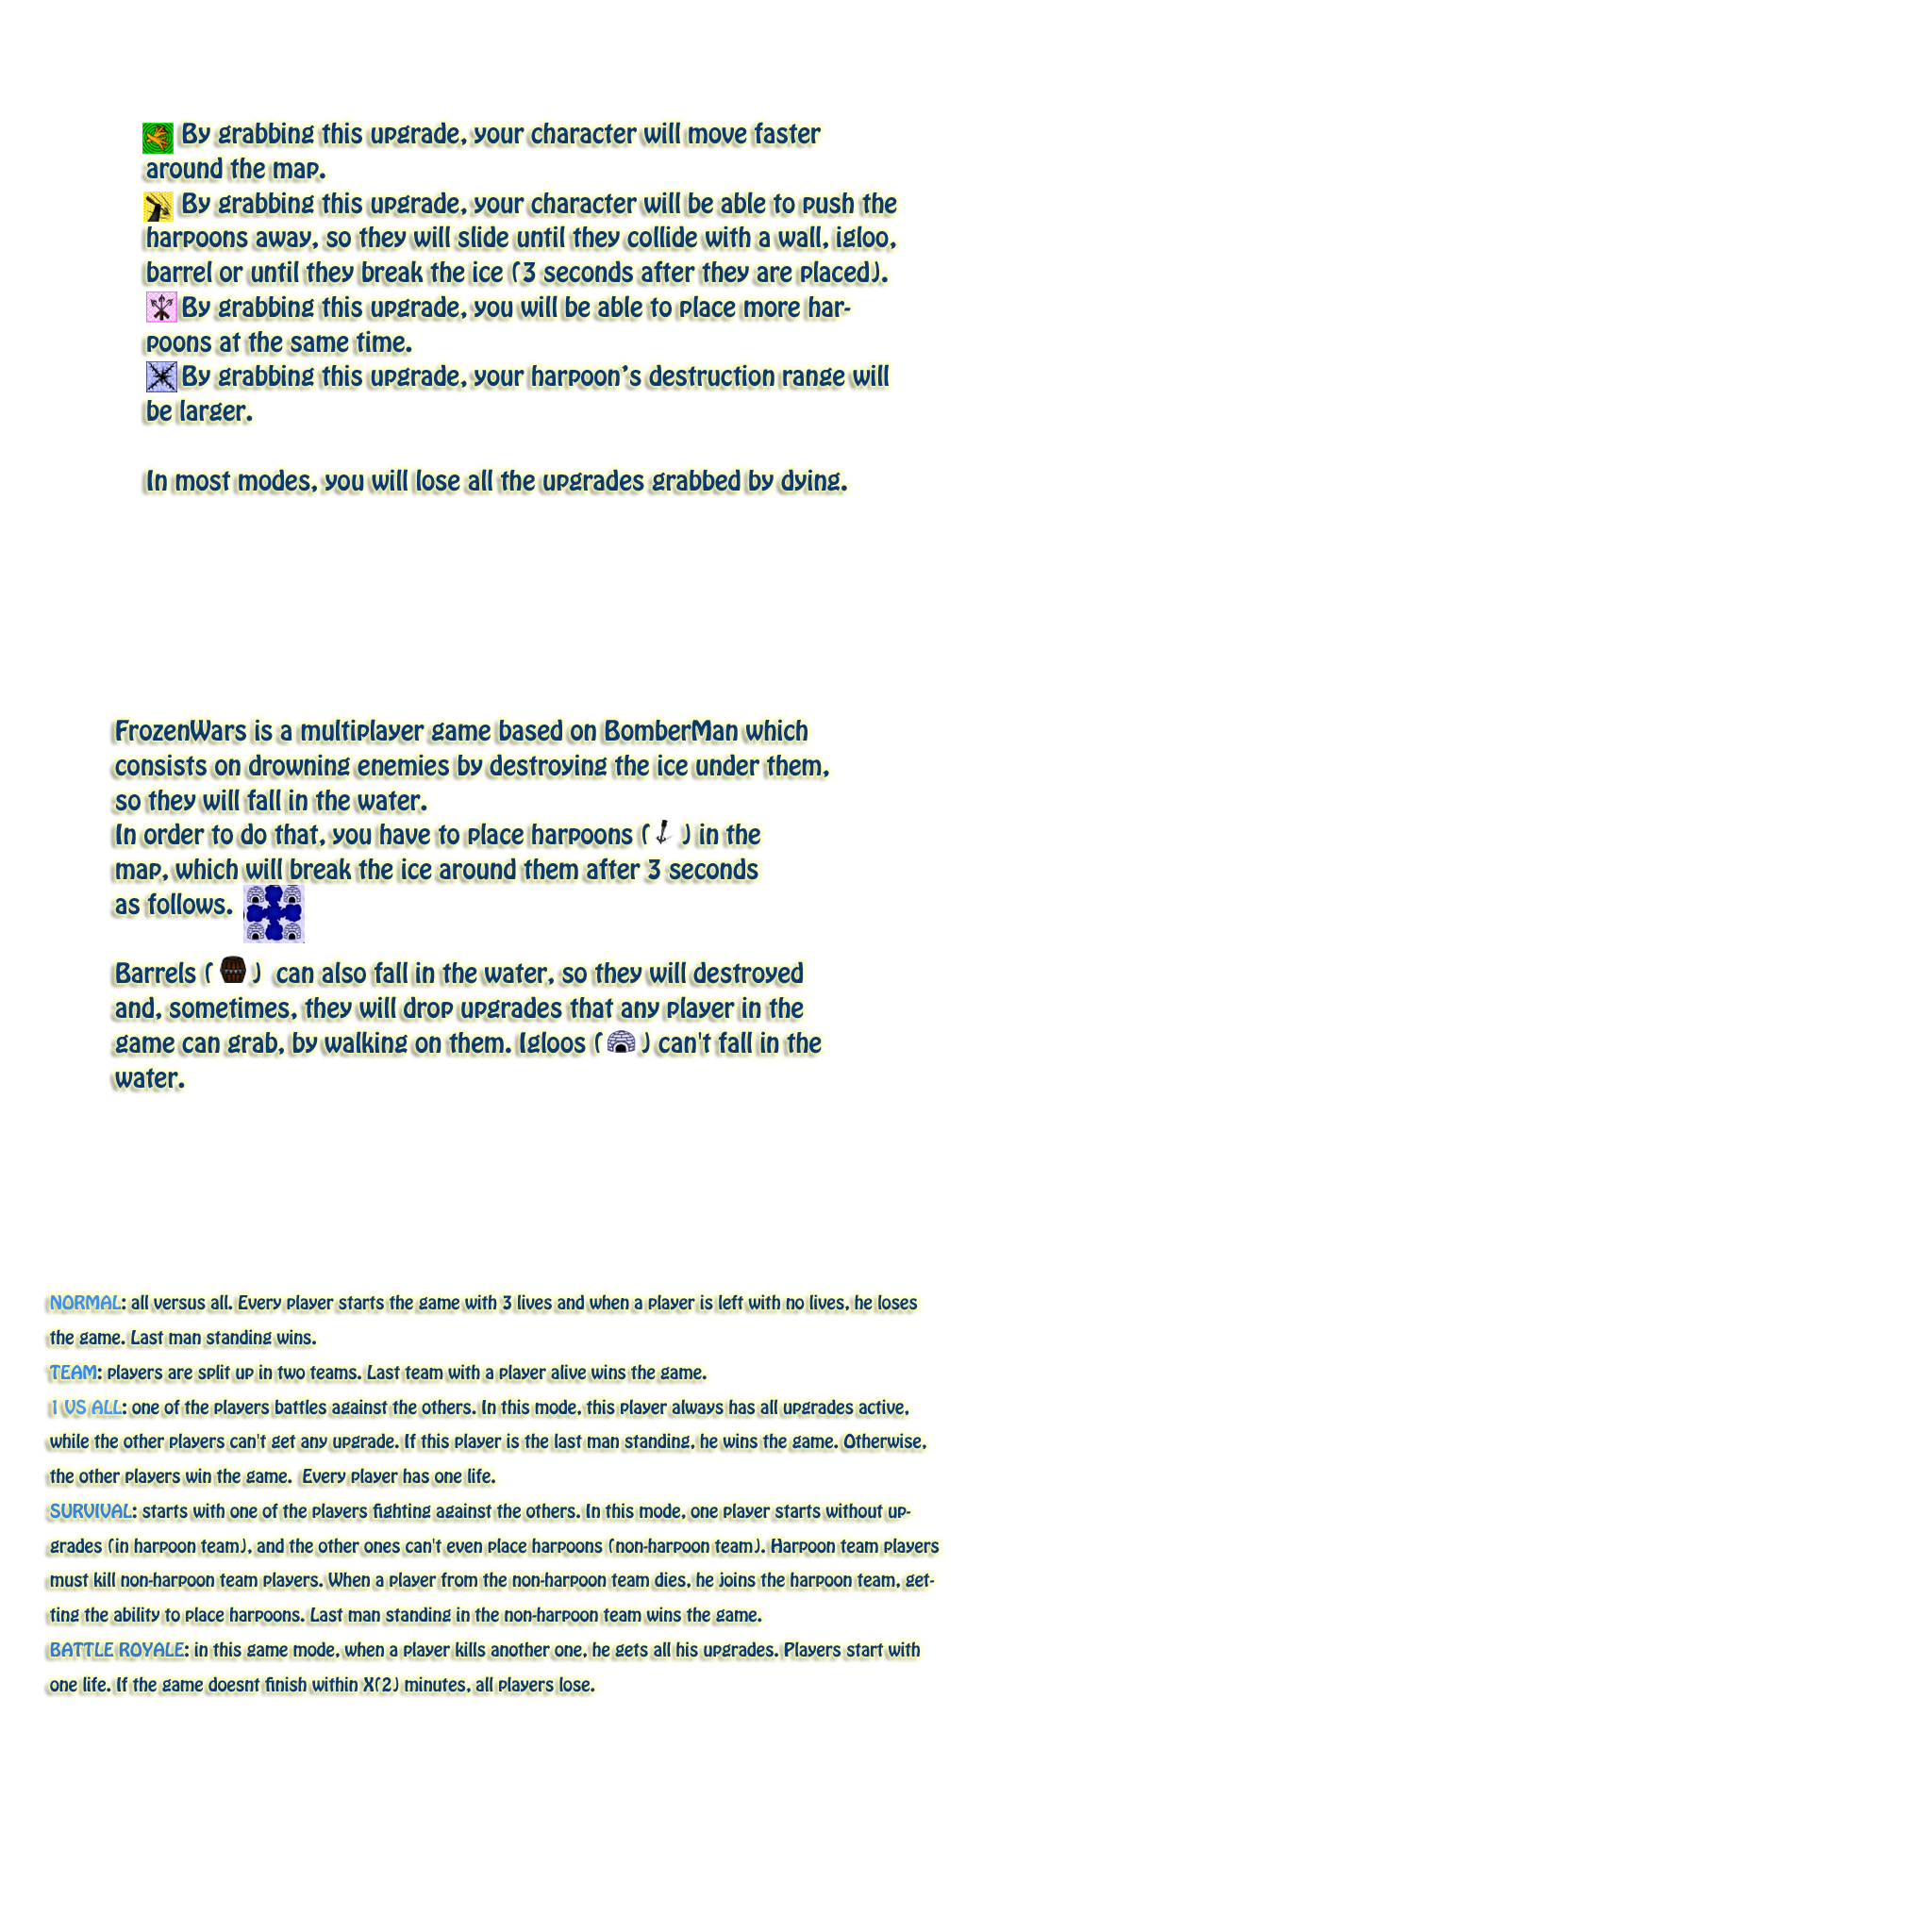 By grabbing this upgrade, your character will move faster
around the map.
By grabbing this upgrade, your character will be able to push the
harpoons away, so they will slide until they collide with a wall, igloo,
barrel or until they break the ice (3 seconds after they are placed).
By grabbing this upgrade, you will be able to place more har-
poons at the same time.
By grabbing this upgrade, your harpoon’s destruction range will
be larger.
In most modes, you will lose all the upgrades grabbed by dying.
FrozenWars is a multiplayer game based on BomberMan which
consists on drowning enemies by destroying the ice under them,
so they will fall in the water.
In order to do that, you have to place harpoons ( ) in the
map, which will break the ice around them after 3 seconds
as follows.
Barrels ( ) can also fall in the water, so they will destroyed
and, sometimes, they will drop upgrades that any player in the
game can grab, by walking on them. Igloos ( ) can't fall in the
water.
NORMAL: all versus all. Every player starts the game with 3 lives and when a player is left with no lives, he loses
the game. Last man standing wins.
TEAM: players are split up in two teams. Last team with a player alive wins the game.
1 VS ALL: one of the players battles against the others. In this mode, this player always has all upgrades active,
while the other players can't get any upgrade. If this player is the last man standing, he wins the game. Otherwise,
the other players win the game. Every player has one life.
SURVIVAL: starts with one of the players fighting against the others. In this mode, one player starts without up-
grades (in harpoon team), and the other ones can't even place harpoons (non-harpoon team). Harpoon team players
must kill non-harpoon team players. When a player from the non-harpoon team dies, he joins the harpoon team, get-
ting the ability to place harpoons. Last man standing in the non-harpoon team wins the game.
BATTLE ROYALE: in this game mode, when a player kills another one, he gets all his upgrades. Players start with
one life. If the game doesnt finish within X(2) minutes, all players lose.